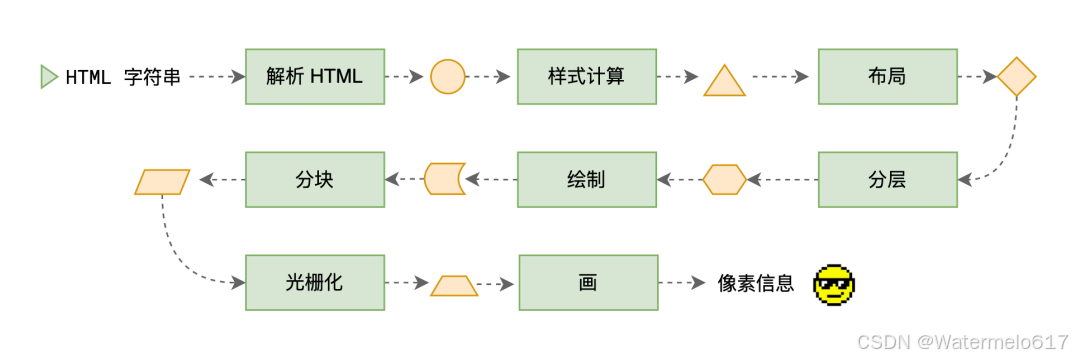 HTML 字符串
解析 HTML
样式计算
布局
分块
绘制
分层
光栅化
画
像素信息
CSDN @Watermelo617